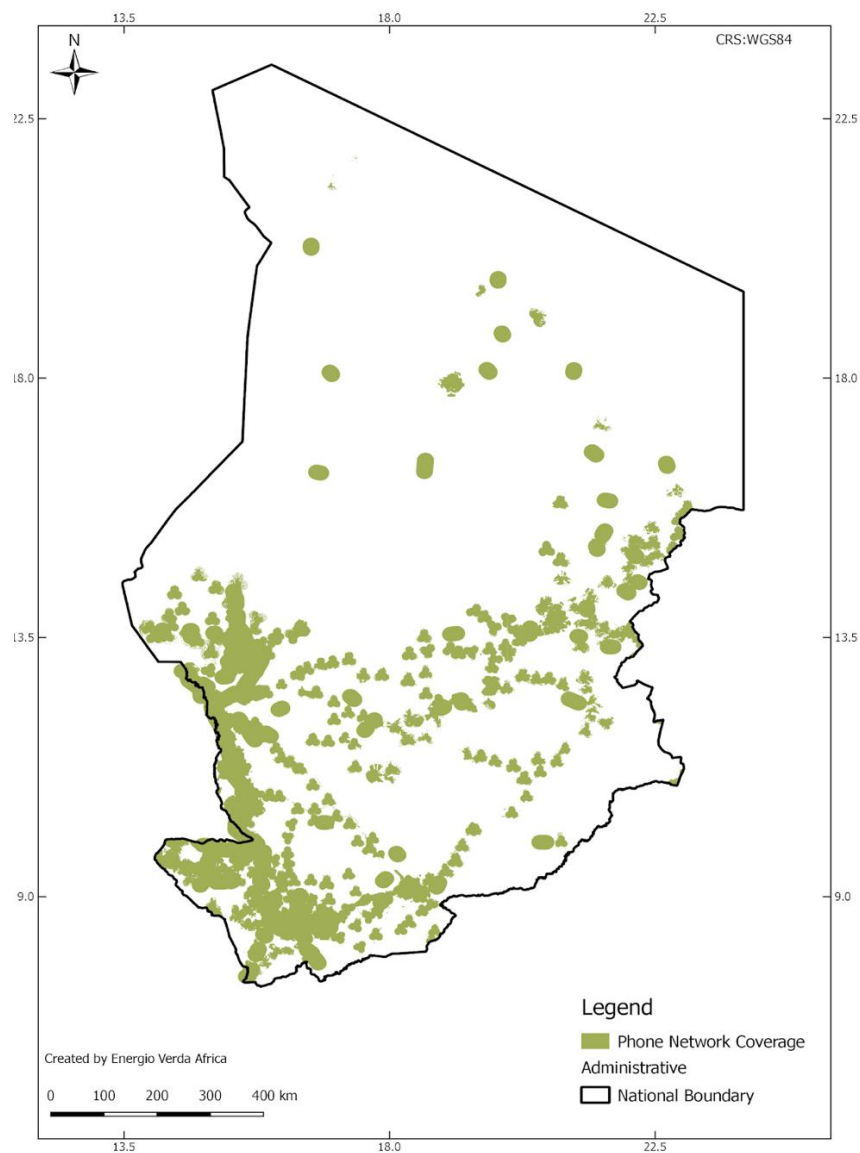 13.5 18.0 22.5
N
CRS:WGS84
22.5 22.5
18.0 18.0
13.5 13.5
9.0 9.0
Legend
Phone Network Coverage
Administrative
National Boundary
Created by Energio Verda Africa
0 100 200 300 400 km
13.5 18.0 22.5